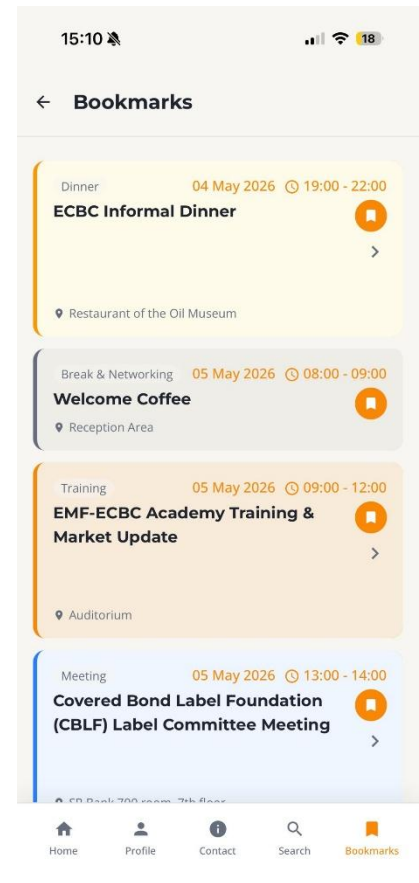 15:10
18
Bookmarks
Dinner 04 May 2026 19:00 - 22:00
ECBC Informal Dinner
Restaurant of the Oil Museum
Break & Networking 05 May 2026 08:00 - 09:00
Welcome Coffee
Reception Area
Training 05 May 2026 09:00 - 12:00
EMF-ECBC Academy Training &
Market Update
Auditorium
Meeting 05 May 2026 13:00 - 14:00
Covered Bond Label Foundation
(CBLF) Label Committee Meeting
Bank 7th floor
Home Profile Contact Search Bookmarks